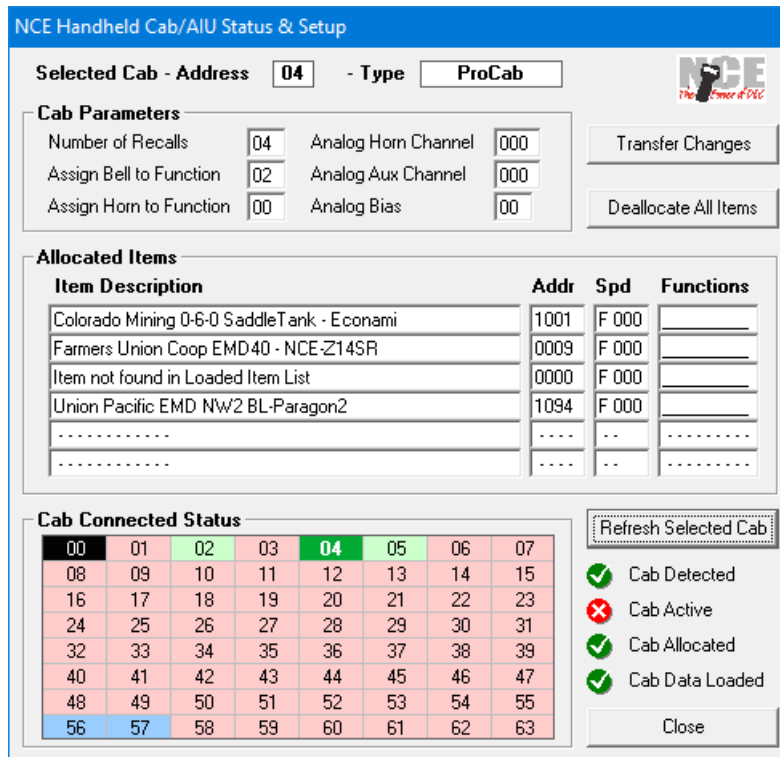 NCE Handheld Cab/AIU Status & Setup
Selected Cab - Address 04 - Type ProCab
NCE
Cab Parameters
Number of Recalls 04 Analog Horn Channel 000
Assign Bell to Function 02 Analog Aux Channel 000
Assign Horn to Function 00 Analog Bias 00
Transfer Changes
Deallocate All Items
Allocated Items
Item Description Addr Spd Functions
Colorado Mining 0-6-0 SaddleTank - Econami 1001 F 000 _________
Farmers Union Coop EMD40 - NCE-Z14SR 0009 F 000 _________
Item not found in Loaded Item List 0000 F 000 _________
Union Pacific EMD NW2 BL-Paragon2 1094 F 000 _________
- - - - - - - - - - - - - - - - - - - - - - - - - - -
- - - - - - - - - - - - - - - - - - - - - - - - - - -
Cab Connected Status
00 01 02 03 04 05 06 07
08 09 10 11 12 13 14 15
16 17 18 19 20 21 22 23
24 25 26 27 28 29 30 31
32 33 34 35 36 37 38 39
40 41 42 43 44 45 46 47
48 49 50 51 52 53 54 55
56 57 58 59 60 61 62 63
Refresh Selected Cab
Cab Detected
Cab Active
Cab Allocated
Cab Data Loaded
Close